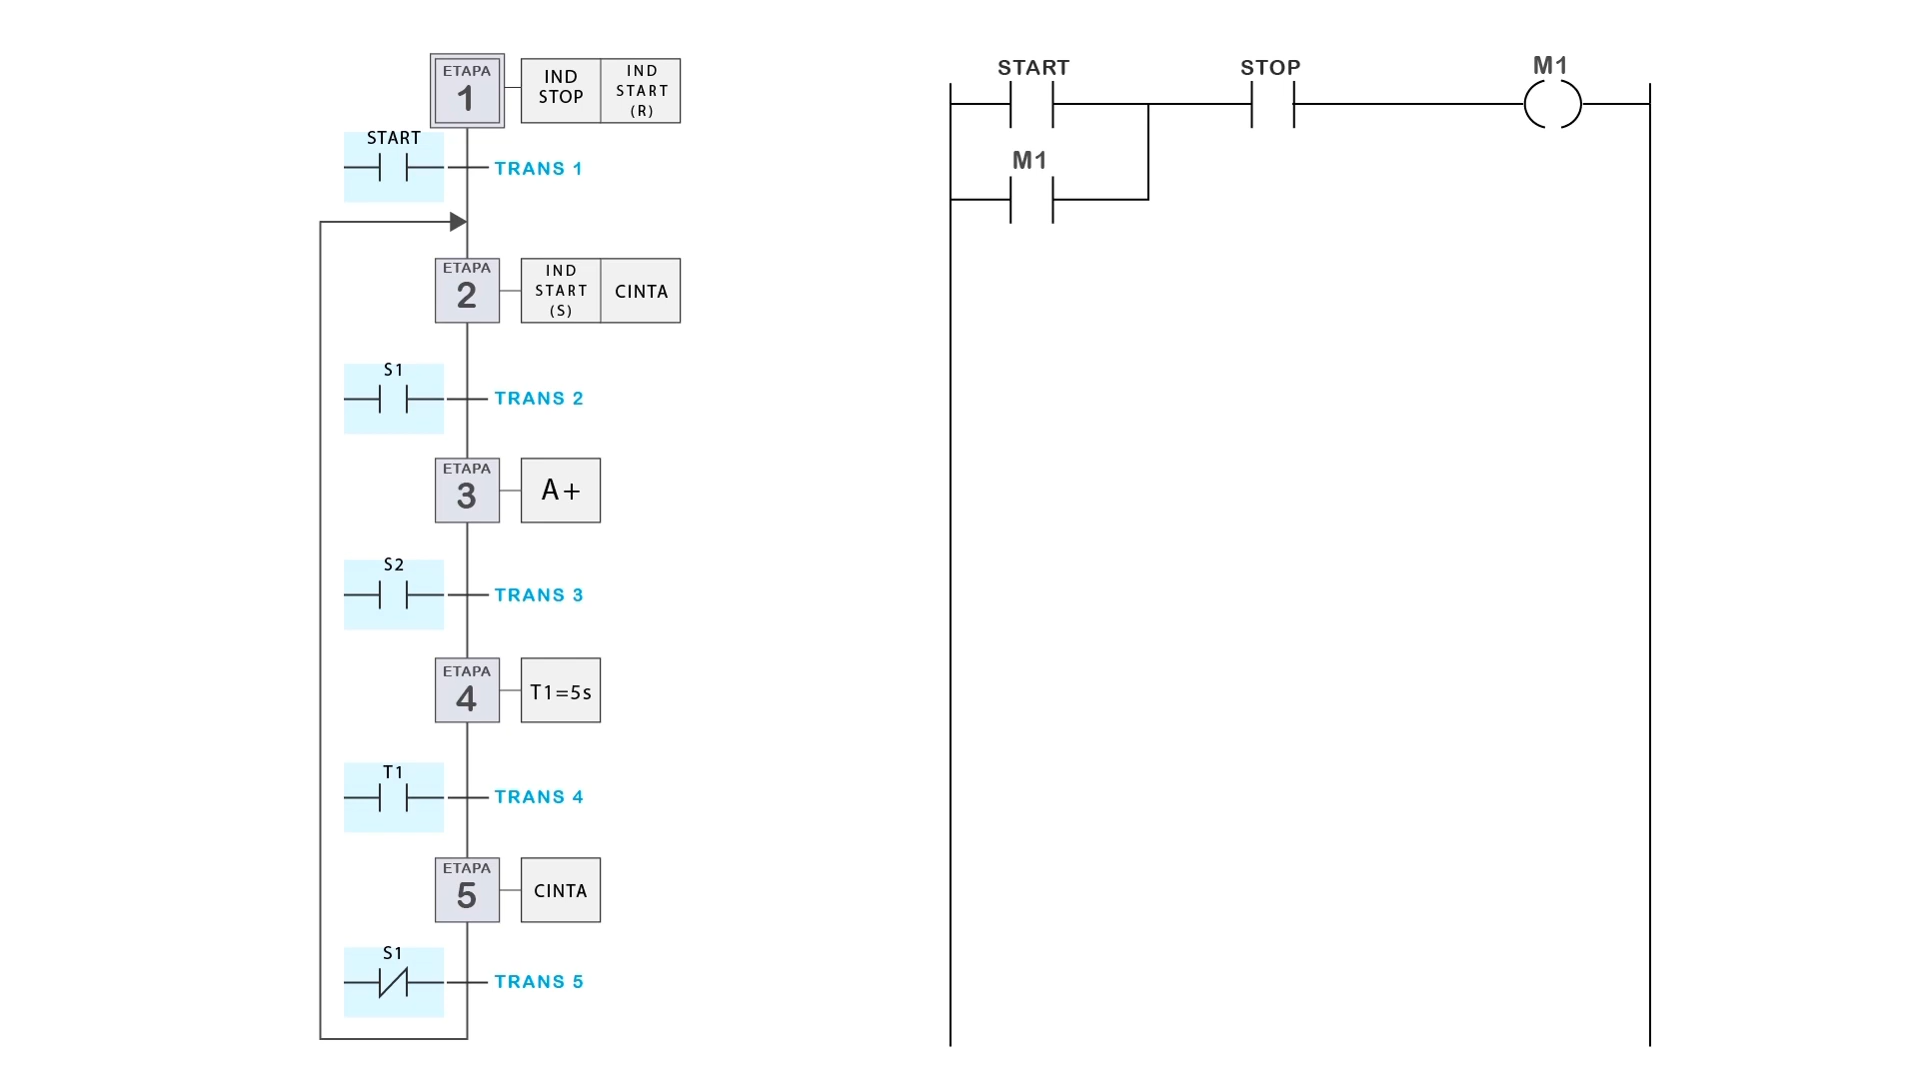 ETAPA
1
IND
STOP
IND
START
(R)
START
TRANS 1
ETAPA
2
IND
START
(S)
CINTA
S1
TRANS 2
ETAPA
3
A+
S2
TRANS 3
ETAPA
4
T1=5s
T1
TRANS 4
ETAPA
5
CINTA
S1
TRANS 5
START
STOP
M1
M1